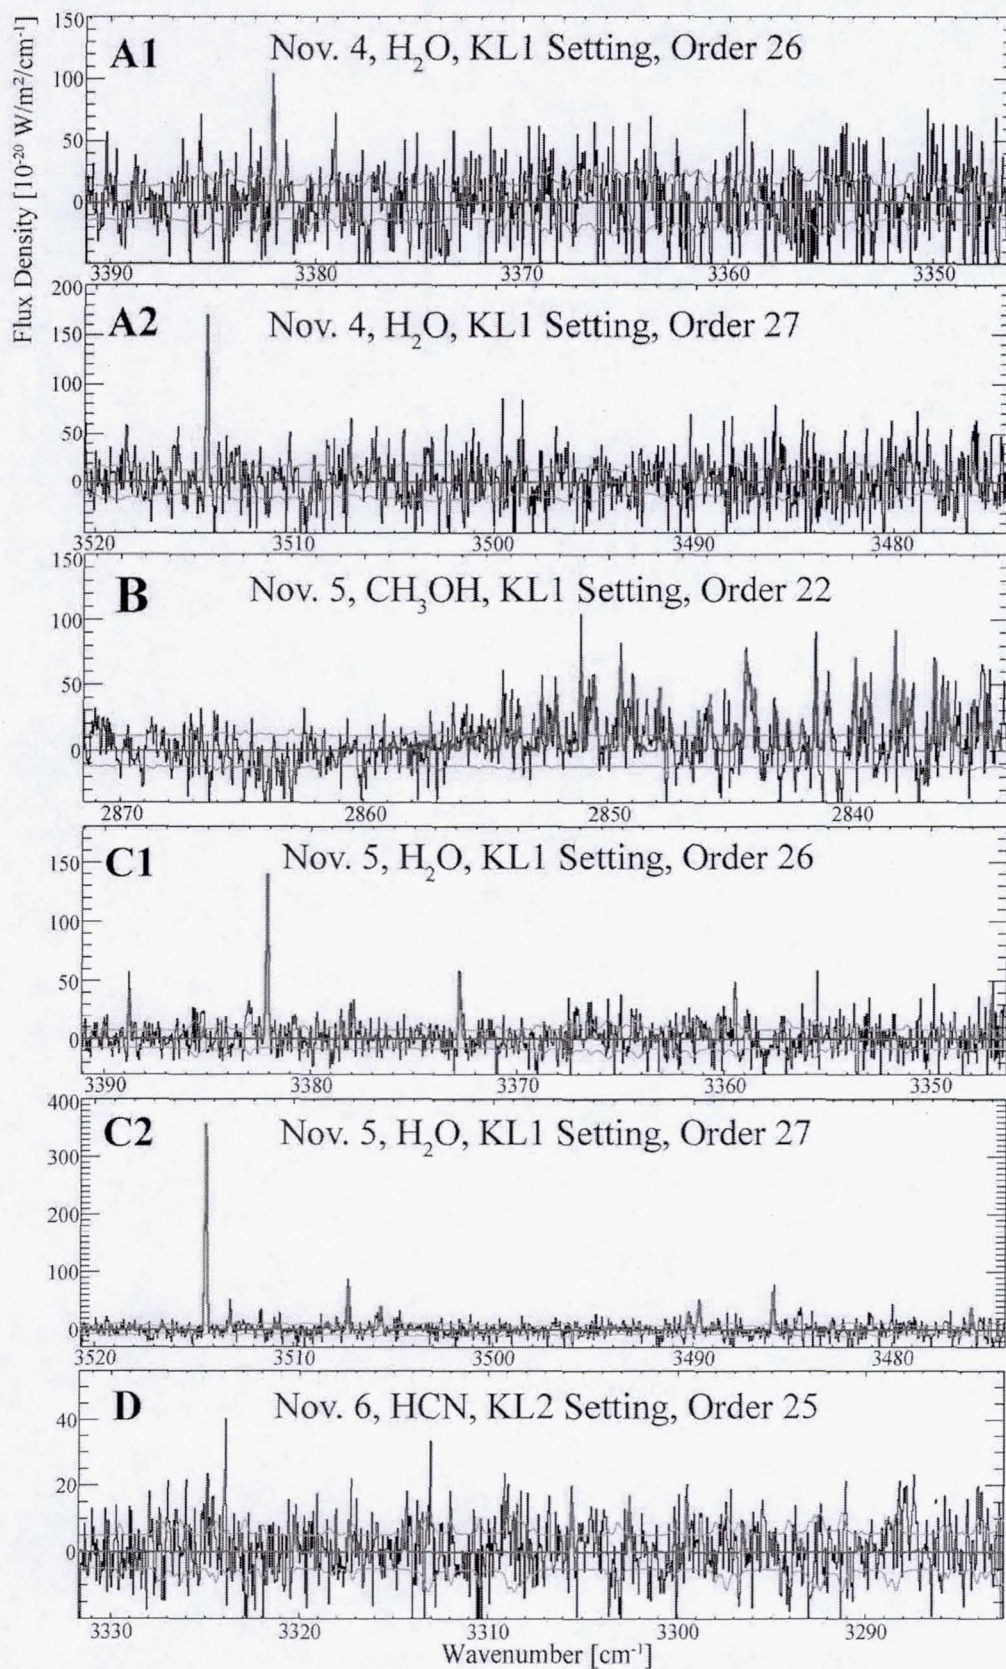 Flux Density [10⁻²⁰ W/m²/cm⁻¹]
A1 Nov. 4, H₂O, KL1 Setting, Order 26
150
100
50
0
3390 3380 3370 3360 3350
A2 Nov. 4, H₂O, KL1 Setting, Order 27
200
150
100
50
0
3520 3510 3500 3490 3480
B Nov. 5, CH₃OH, KL1 Setting, Order 22
150
100
50
0
2870 2860 2850 2840
C1 Nov. 5, H₂O, KL1 Setting, Order 26
150
100
50
0
3390 3380 3370 3360 3350
C2 Nov. 5, H₂O, KL1 Setting, Order 27
400
300
200
100
0
3520 3510 3500 3490 3480
D Nov. 6, HCN, KL2 Setting, Order 25
40
20
0
3330 3320 3310 3300 3290
Wavenumber [cm⁻¹]